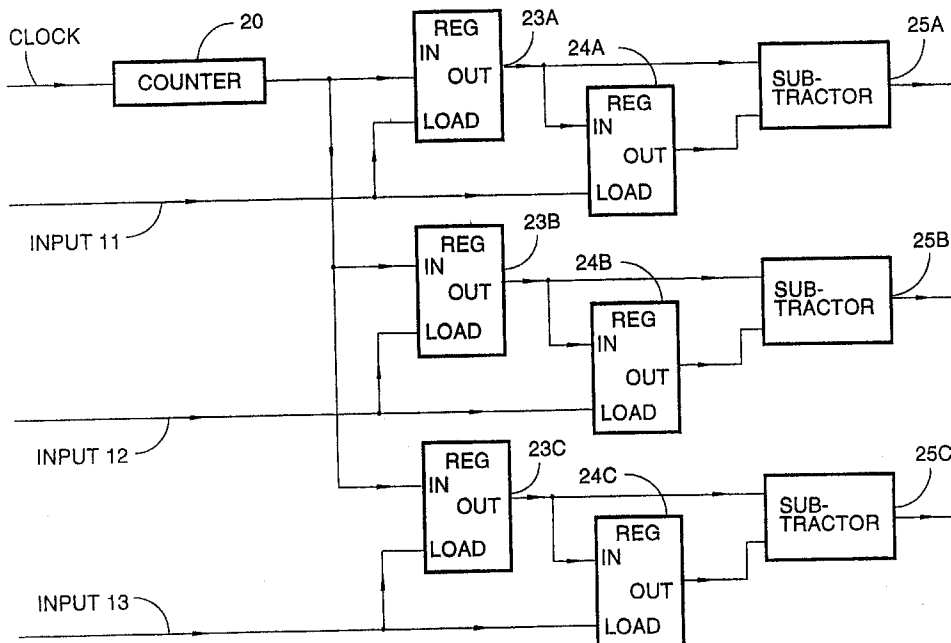 CLOCK
20
COUNTER
REG
IN
OUT
LOAD
23A
24A
REG
IN
OUT
LOAD
25A
SUB-
TRACTOR
INPUT 11
REG
IN
OUT
LOAD
23B
24B
REG
IN
OUT
LOAD
25B
SUB-
TRACTOR
INPUT 12
REG
IN
OUT
LOAD
23C
24C
REG
IN
OUT
LOAD
25C
SUB-
TRACTOR
INPUT 13